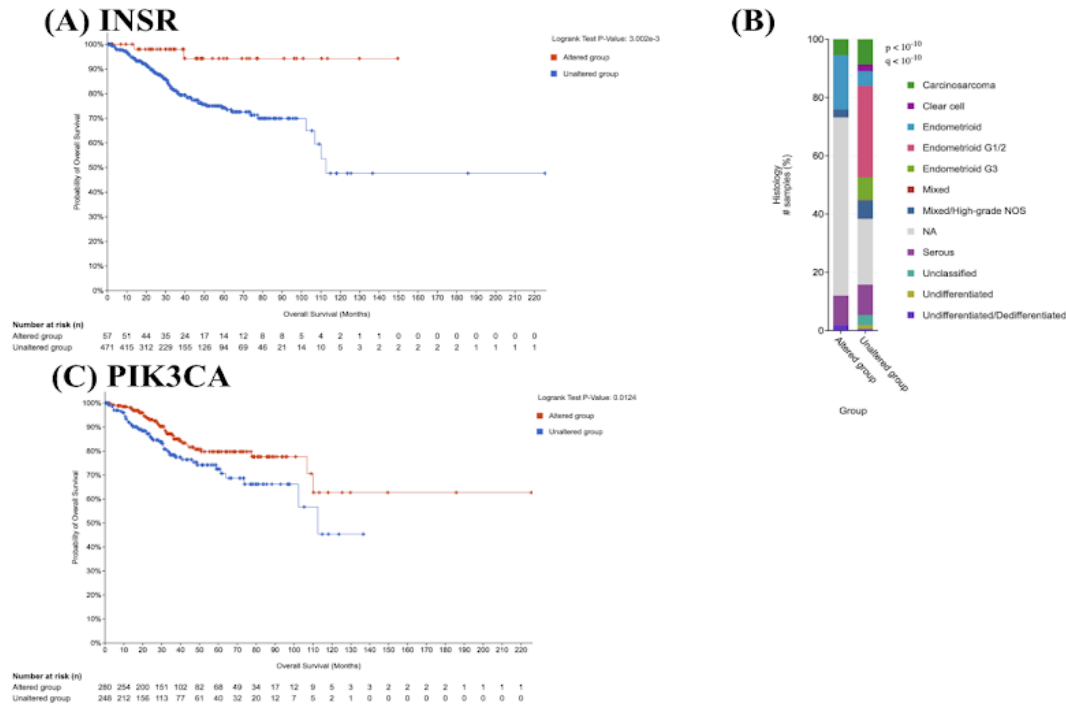 (A) INSR
Logrank Test P-Value: 3.002e-3
Altered group
Unaltered group
100%
90%
80%
70%
60%
50%
40%
30%
20%
10%
0%
Probability of Overall Survival
0 10 20 30 40 50 60 70 80 90 100 110 120 130 140 150 160 170 180 190 200 210 220
Overall Survival (Months)
Number at risk (n)
Altered group 57 51 44 35 24 17 14 12 8 8 5 4 2 1 1 0 0 0 0 0 0 0 0
Unaltered group 471 415 312 229 155 126 94 69 46 21 14 10 5 3 2 2 2 2 2 1 1 1 1
(B)
p < 10-10
q < 10-10
100
80
60
40
20
0
Histology
# samples (%)
Carcinosarcoma
Clear cell
Endometrioid
Endometrioid G1/2
Endometrioid G3
Mixed
Mixed/High-grade NOS
NA
Serous
Unclassified
Undifferentiated
Undifferentiated/Dedifferentiated
Altered group
Unaltered group
Group
(C) PIK3CA
Logrank Test P-Value: 0.0124
Altered group
Unaltered group
100%
90%
80%
70%
60%
50%
40%
30%
20%
10%
0%
Probability of Overall Survival
0 10 20 30 40 50 60 70 80 90 100 110 120 130 140 150 160 170 180 190 200 210 220
Overall Survival (Months)
Number at risk (n)
Altered group 280 254 200 151 102 82 68 49 34 17 12 9 5 3 3 2 2 2 2 1 1 1 1
Unaltered group 248 212 156 113 77 61 40 32 20 12 7 5 2 1 0 0 0 0 0 0 0 0 0